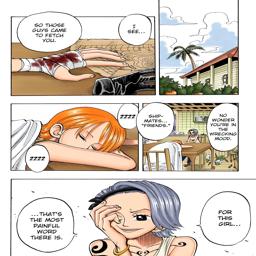 I
SEE...
SO THOSE
GUYS CAME
TO FETCH
YOU.
NO
WONDER
YOU'RE
IN THE
WRECKING
MOOD.
SHIP-
MATES...
"FRIENDS."
ZZZZ
ZZZZ
FOR
THIS
GIRL...
...THAT'S
THE MOST
PAINFUL
WORD
THERE IS.